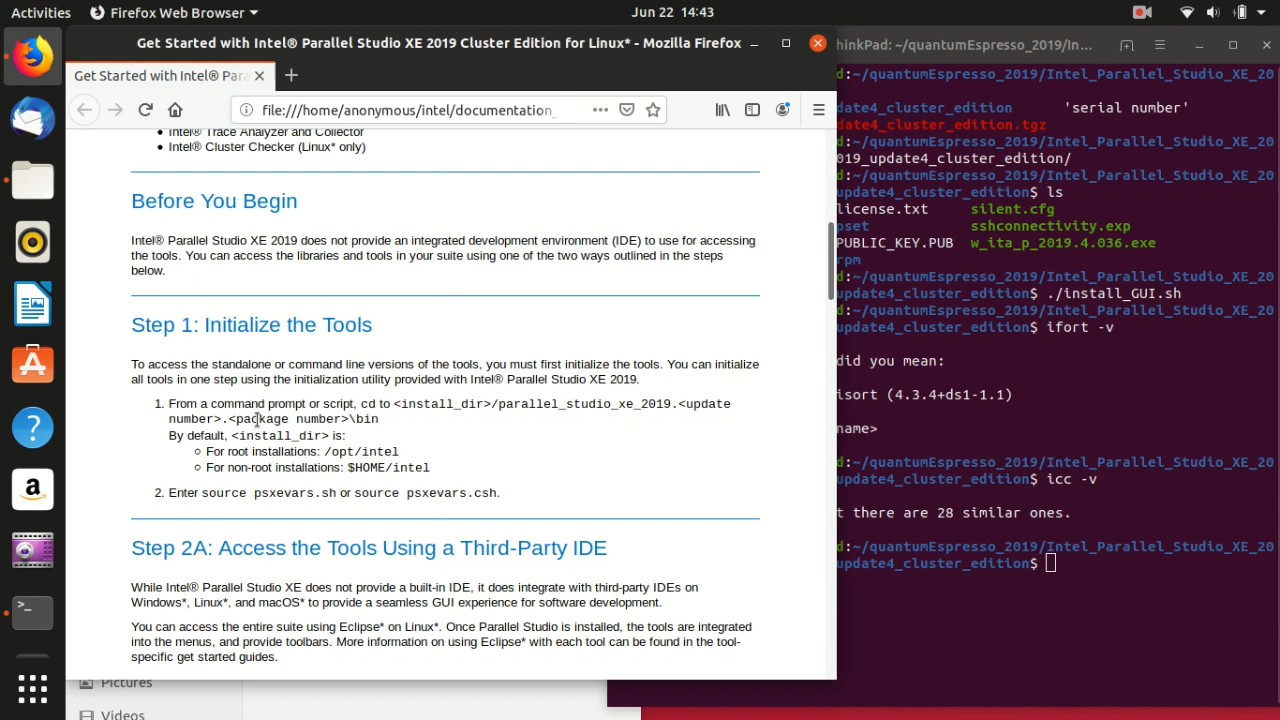 Activities
Firefox Web Browser
Jun 22 14:43
Get Started with Intel® Parallel Studio XE 2019 Cluster Edition for Linux* - Mozilla Firefox
Get Started with Intel® Para
file:///home/anonymous/intel/documentation_
Intel® Trace Analyzer and Collector
Intel® Cluster Checker (Linux* only)
Before You Begin
Intel® Parallel Studio XE 2019 does not provide an integrated development environment (IDE) to use for accessing
the tools. You can access the libraries and tools in your suite using one of the two ways outlined in the steps
below.
Step 1: Initialize the Tools
To access the standalone or command line versions of the tools, you must first initialize the tools. You can initialize
all tools in one step using the initialization utility provided with Intel® Parallel Studio XE 2019.
1. From a command prompt or script, cd to <install_dir>/parallel_studio_xe_2019.<update
number>.<package number>\bin
By default, <install_dir> is:
For root installations: /opt/intel
For non-root installations: $HOME/intel
2. Enter source psxevars.sh or source psxevars.csh.
Step 2A: Access the Tools Using a Third-Party IDE
While Intel® Parallel Studio XE does not provide a built-in IDE, it does integrate with third-party IDEs on
Windows*, Linux*, and macOS* to provide a seamless GUI experience for software development.
You can access the entire suite using Eclipse* on Linux*. Once Parallel Studio is installed, the tools are integrated
into the menus, and provide toolbars. More information on using Eclipse* with each tool can be found in the tool-
specific get started guides.
Pictures
Videos
hinkPad: ~/quantumEspresso_2019/In...
d:~/quantumEspresso_2019/Intel_Parallel_Studio_XE_20
date4_cluster_edition 'serial number'
date4_cluster_edition.tgz
d:~/quantumEspresso_2019/Intel_Parallel_Studio_XE_20
019_update4_cluster_edition/
d:~/quantumEspresso_2019/Intel_Parallel_Studio_XE_20
update4_cluster_edition$ ls
license.txt silent.cfg
pset sshconnectivity.exp
PUBLIC_KEY.PUB w_ita_p_2019.4.036.exe
rpm
d:~/quantumEspresso_2019/Intel_Parallel_Studio_XE_20
update4_cluster_edition$ ./install_GUI.sh
d:~/quantumEspresso_2019/Intel_Parallel_Studio_XE_20
update4_cluster_edition$ ifort -v
did you mean:
isort (4.3.4+ds1-1.1)
name>
d:~/quantumEspresso_2019/Intel_Parallel_Studio_XE_20
update4_cluster_edition$ icc -v
t there are 28 similar ones.
d:~/quantumEspresso_2019/Intel_Parallel_Studio_XE_20
update4_cluster_edition$